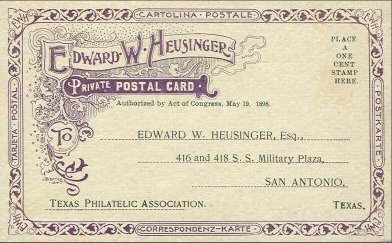 CARTOLINA - POSTALE
EDWARD W. HEUSINGER.
PRIVATE POSTAL CARD.
Authorized by Act of Congress, May 19, 1898.
PLACE
A
ONE
CENT
STAMP
HERE.
TARJETA - POSTAL
POSTKARTE
To
EDWARD W. HEUSINGER, Esq.,
416 and 418 S. S. Military Plaza,
SAN ANTONIO,
TEXAS PHILATELIC ASSOCIATION. TEXAS.
CORRESPONDENZ-KARTE